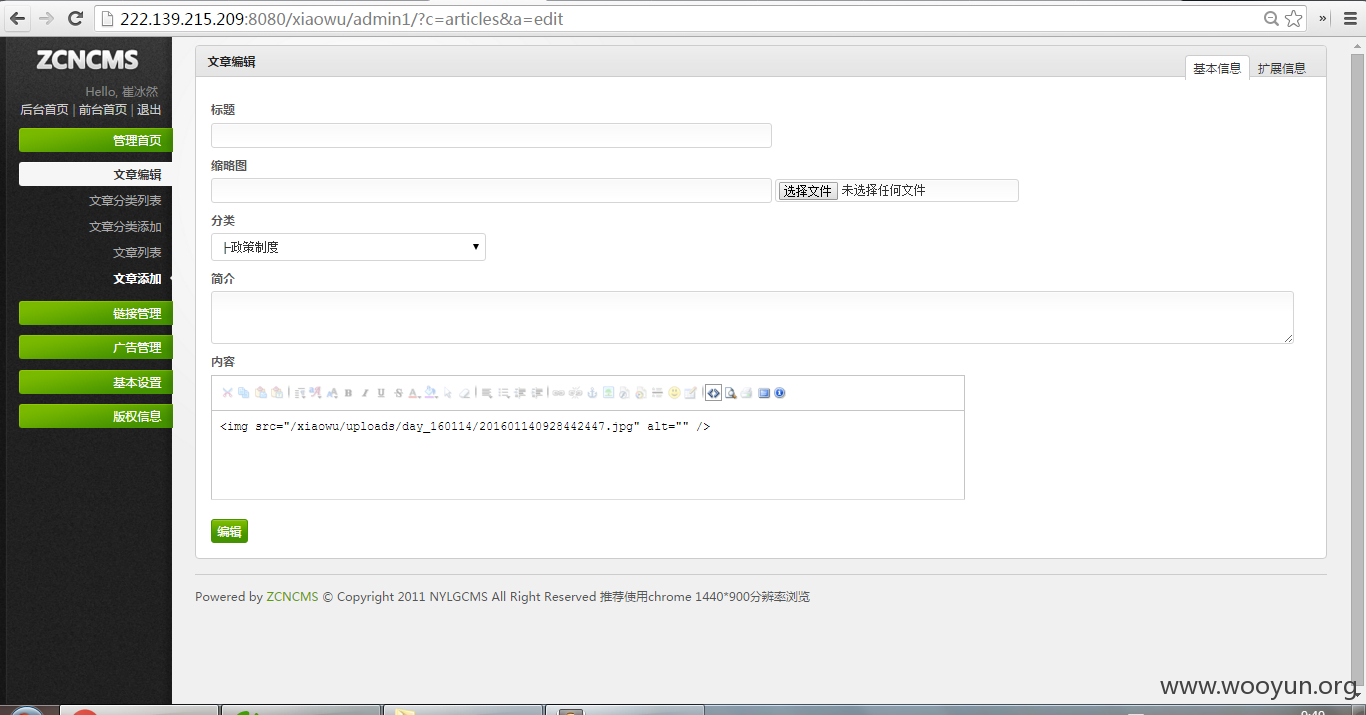 222.139.215.209:8080/xiaowu/admin1/?c=articles&a=edit
ZCNCMS
Hello, 崔冰然
后台首页 | 前台首页 | 退出
管理首页
文章编辑
文章分类列表
文章分类添加
文章列表
文章添加
链接管理
广告管理
基本设置
版权信息
文章编辑
基本信息 扩展信息
标题
缩略图
选择文件 未选择任何文件
分类
├政策制度
简介
内容
<img src="/xiaowu/uploads/day_160114/201601140928442447.jpg" alt="" />
编辑
Powered by ZCNCMS © Copyright 2011 NYLGCMS All Right Reserved 推荐使用chrome 1440*900分辨率浏览
www.wooyun.org